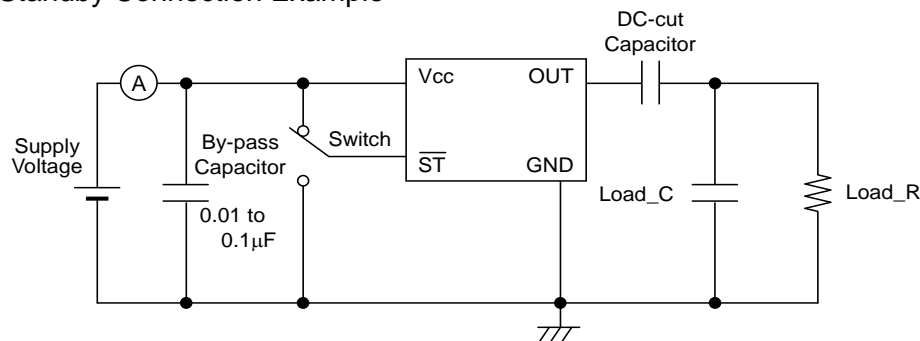 Standby Connection Example
DC-cut
Capacitor
A
Vcc
OUT
Supply
Voltage
By-pass
Capacitor
Switch
ST
GND
Load_C
Load_R
0.01 to
0.1μF